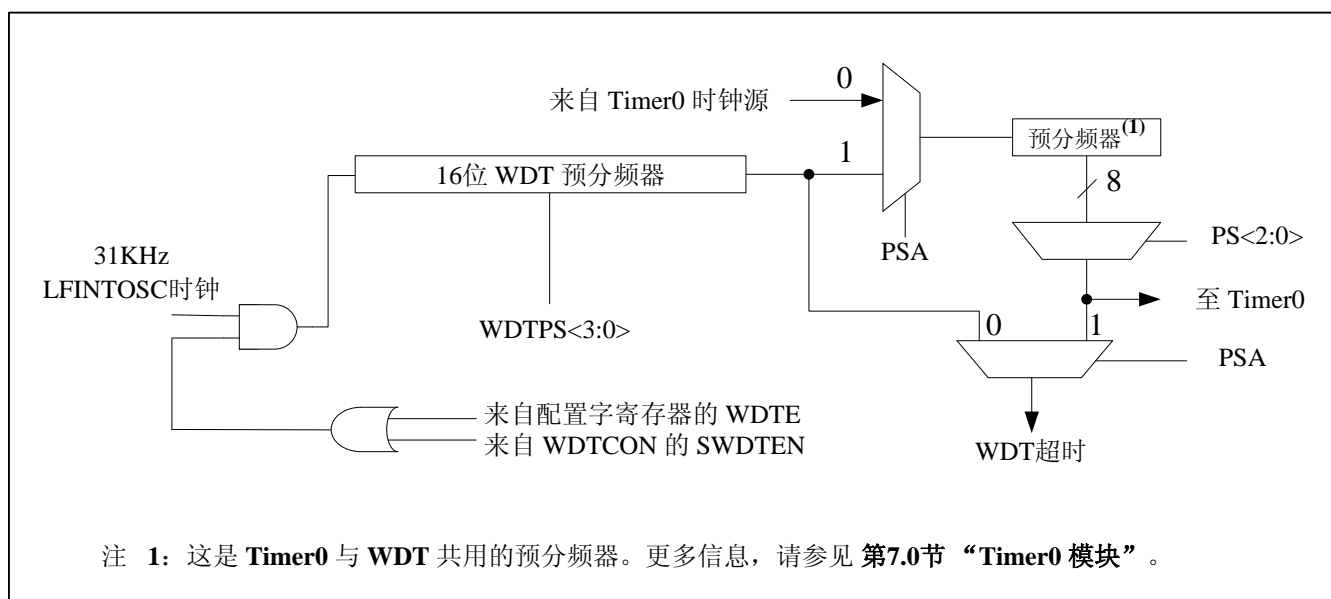 0
来自 Timer0 时钟源
预分频器(1)
1
16位 WDT 预分频器
8
PSA
PS<2:0>
31KHz
LFINTOSC时钟
至 Timer0
WDTPS<3:0>
0
1
PSA
来自配置字寄存器的 WDTE
来自 WDTCON 的 SWDTEN
WDT超时
注 1：这是 Timer0 与 WDT 共用的预分频器。更多信息，请参见 第7.0节 “Timer0 模块”。